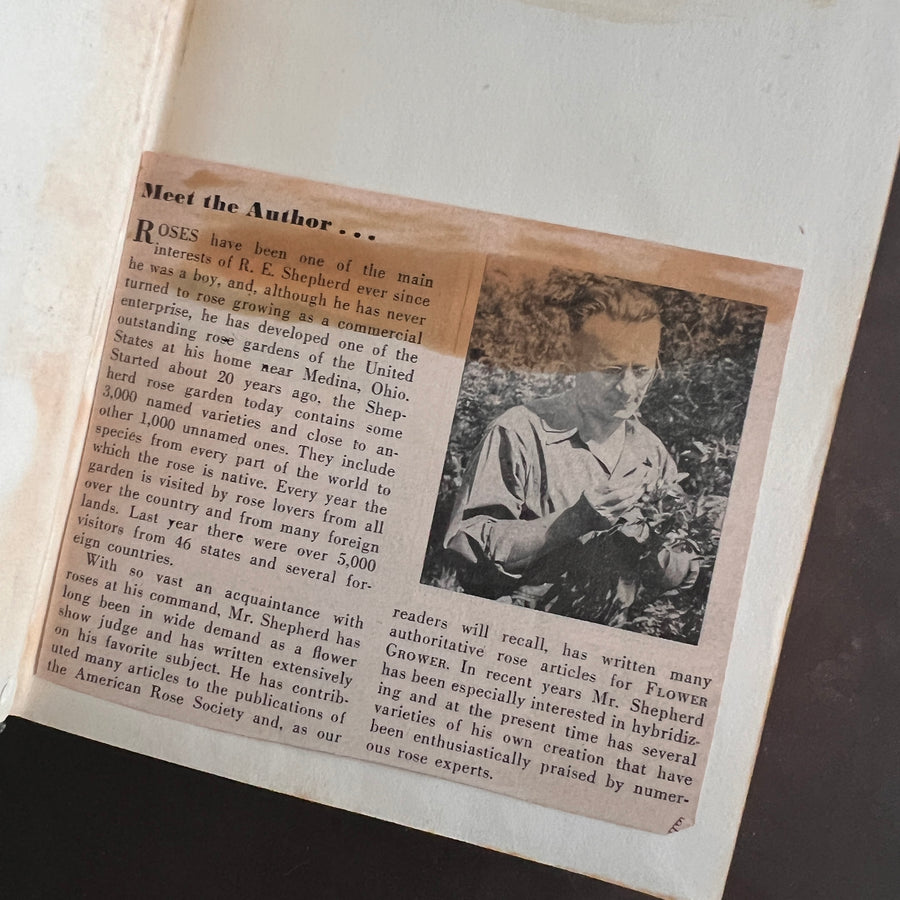 Meet the Author . . .
ROSES have been one of the main
interests of R. E. Shepherd ever since
he was a boy, and, although he has never
turned to rose growing as a commercial
enterprise, he has developed one of the
outstanding rose gardens of the United
States at his home near Medina, Ohio.
Started about 20 years ago, the Shep-
herd rose garden today contains some
3,000 named varieties and close to an-
other 1,000 unnamed ones. They include
species from every part of the world to
which the rose is native. Every year the
garden is visited by rose lovers from all
over the country and from many foreign
lands. Last year there were over 5,000
visitors from 46 states and several for-
eign countries.
With so vast an acquaintance with
roses at his command, Mr. Shepherd has
long been in wide demand as a flower
show judge and has written extensively
on his favorite subject. He has contrib-
uted many articles to the publications of
the American Rose Society and, as our
readers will recall, has written many
authoritative rose articles for FLOWER
GROWER. In recent years Mr. Shepherd
has been especially interested in hybridiz-
ing and at the present time has several
varieties of his own creation that have
been enthusiastically praised by numer-
ous rose experts.